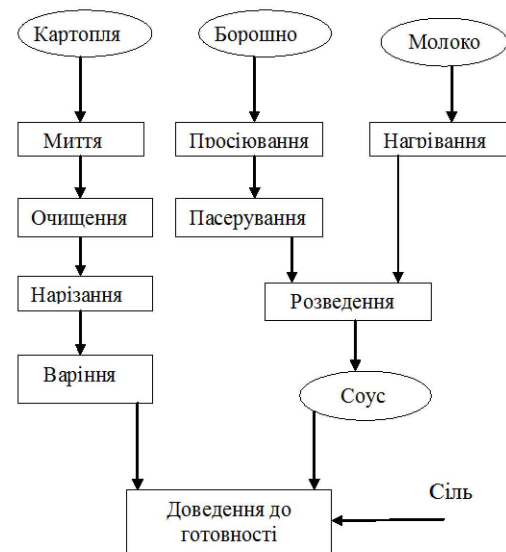 Картопля
Борошно
Молоко
Миття
Просіювання
Нагрівання
Очищення
Пасерування
Нарізання
Розведення
Варіння
Соус
Сіль
Доведення до
готовності